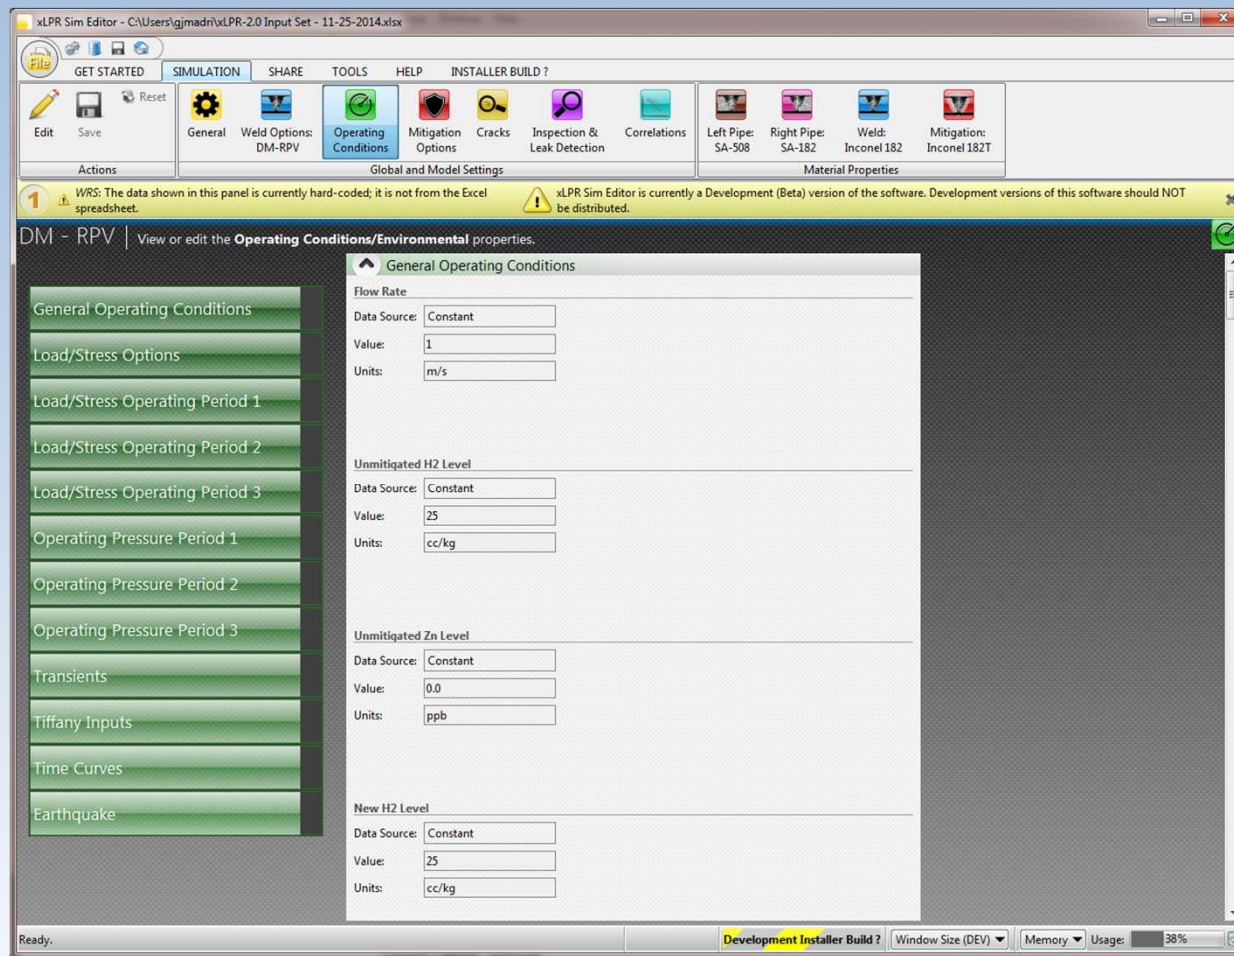 xLPR Sim Editor - C:\Users\gjmadri\xLPR-2.0 Input Set - 11-25-2014.xlsx
File
GET STARTED SIMULATION SHARE TOOLS HELP INSTALLER BUILD ?
Edit Save Reset
Actions
General
Weld Options:
DM-RPV
Operating
Conditions
Mitigation
Options
Cracks
Inspection &
Leak Detection
Correlations
Global and Model Settings
Left Pipe:
SA-508
Right Pipe:
SA-182
Weld:
Inconel 182
Mitigation:
Inconel 182T
Material Properties
1
WRS: The data shown in this panel is currently hard-coded; it is not from the Excel
spreadsheet.
xLPR Sim Editor is currently a Development (Beta) version of the software. Development versions of this software should NOT
be distributed.
DM - RPV | View or edit the Operating Conditions/Environmental properties.
General Operating Conditions
Load/Stress Options
Load/Stress Operating Period 1
Load/Stress Operating Period 2
Load/Stress Operating Period 3
Operating Pressure Period 1
Operating Pressure Period 2
Operating Pressure Period 3
Transients
Tiffany Inputs
Time Curves
Earthquake
General Operating Conditions
Flow Rate
Data Source: Constant
Value: 1
Units: m/s
Unmitigated H2 Level
Data Source: Constant
Value: 25
Units: cc/kg
Unmitigated Zn Level
Data Source: Constant
Value: 0.0
Units: ppb
New H2 Level
Data Source: Constant
Value: 25
Units: cc/kg
Ready.
Development Installer Build ?
Window Size (DEV)
Memory
Usage: 38%